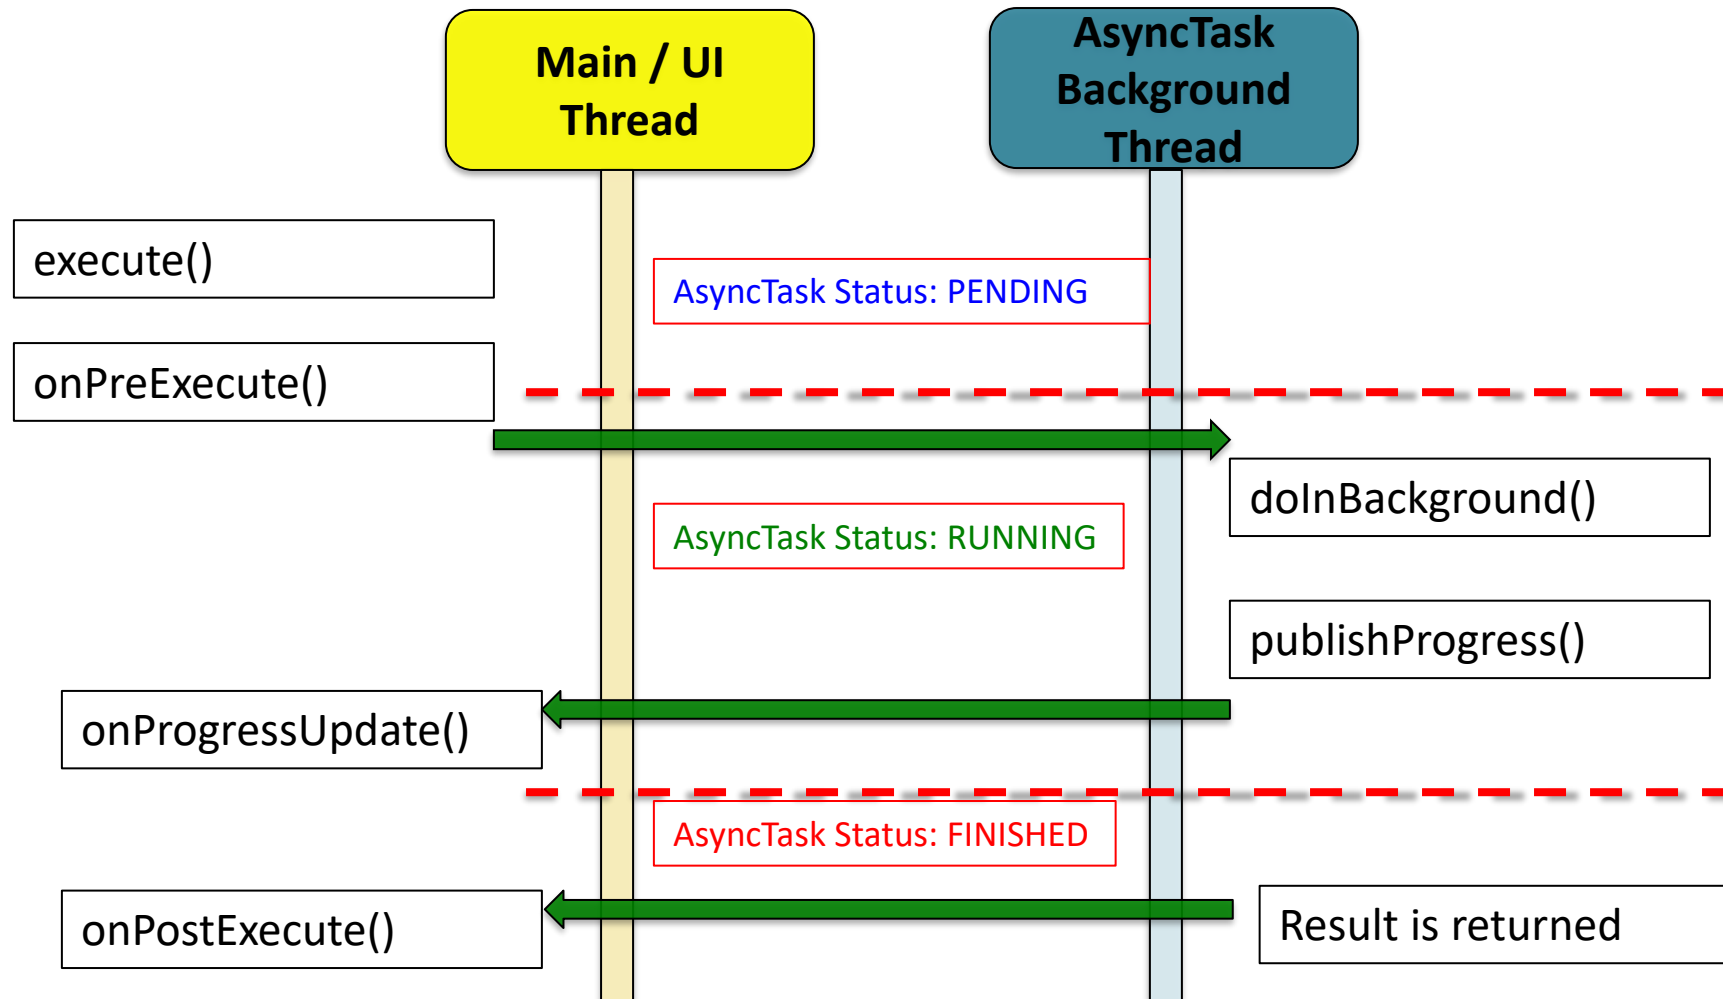 Main / UI
Thread
AsyncTask
Background
Thread
execute()
AsyncTask Status: PENDING
onPreExecute()
doInBackground()
AsyncTask Status: RUNNING
publishProgress()
onProgressUpdate()
AsyncTask Status: FINISHED
onPostExecute()
Result is returned